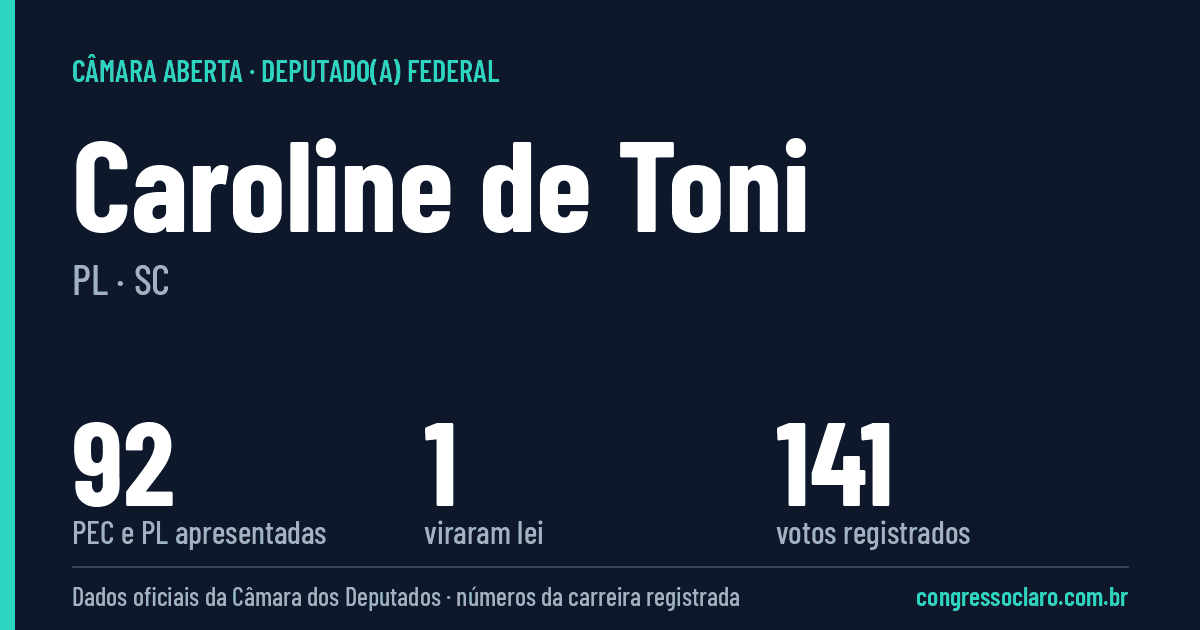 CÂMARA ABERTA · DEPUTADO(A) FEDERAL
Caroline de Toni
PL · SC
92 1 141
PEC e PL apresentadas viraram lei votos registrados
Dados oficiais da Câmara dos Deputados · números da carreira registrada congressoclaro.com.br